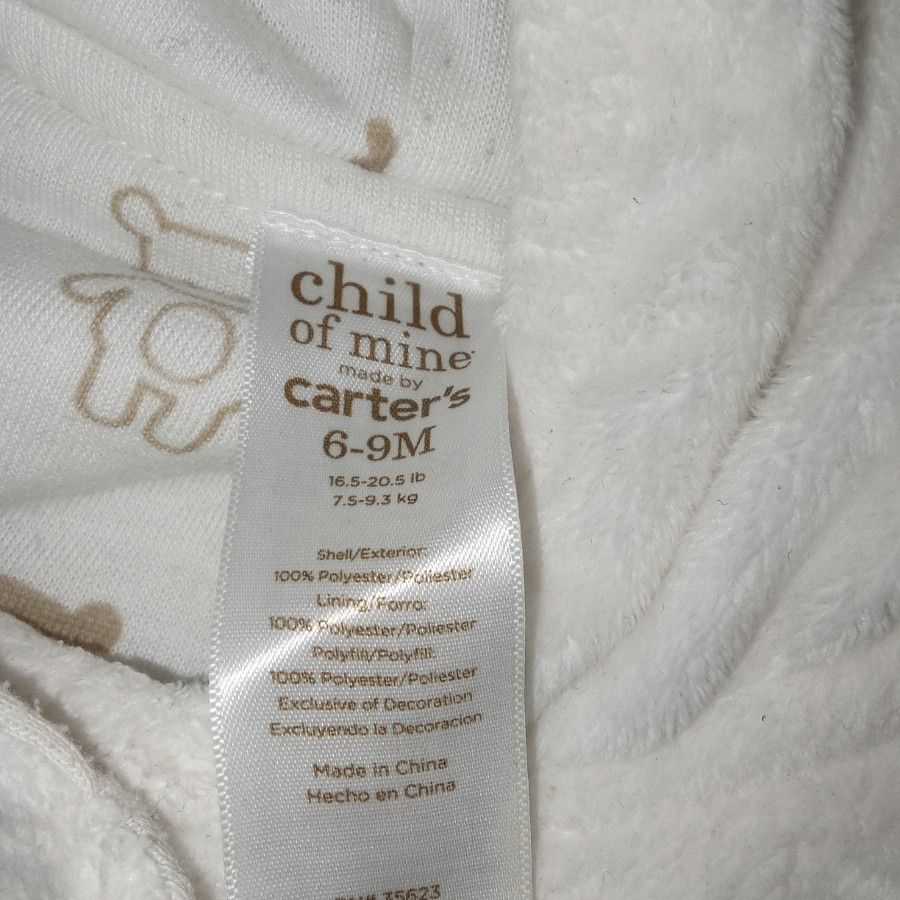 child
of mine
made by
carter's
6-9M
16.5-20.5 lb
7.5-9.3 kg
Shell/Exterior:
100% Polyester/Poliester
Lining/Forro:
100% Polyester/Poliester
Polyfill/Polyfill:
100% Polyester/Poliester
Exclusive of Decoration
Excluyendo la Decoracion
Made in China
Hecho en China
35623